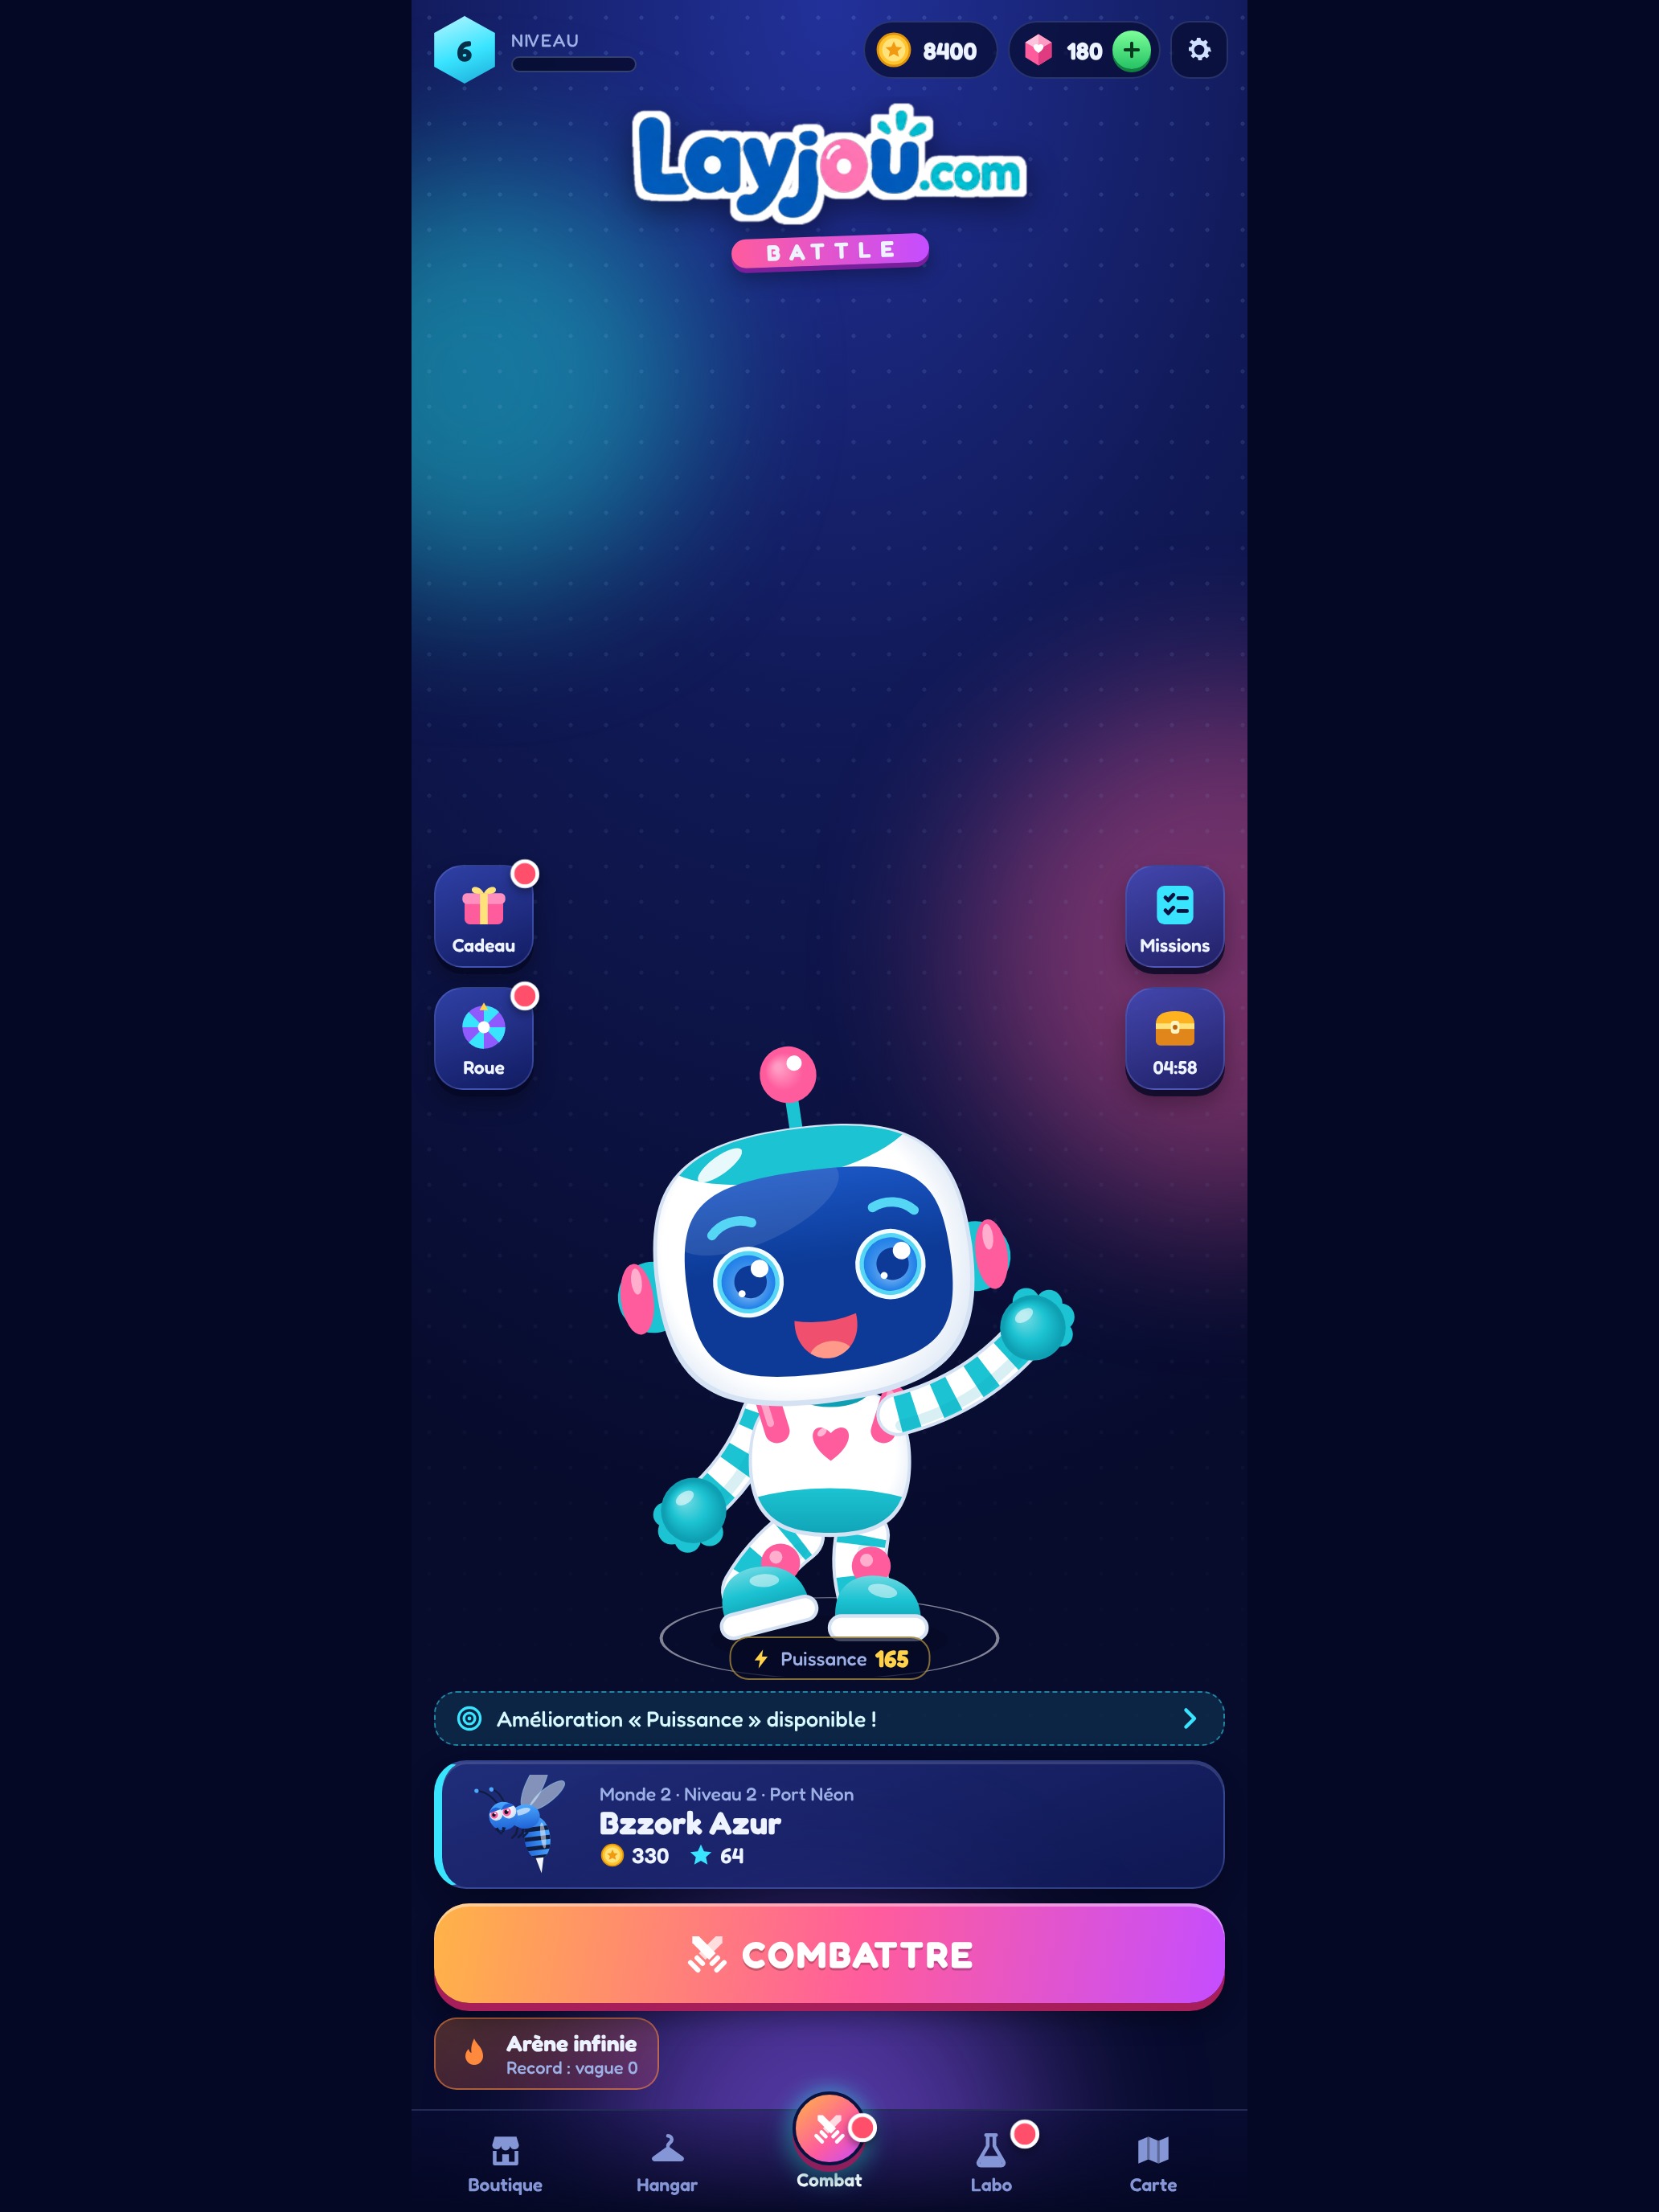 6
NIVEAU
8400
180
Layjou.com
BATTLE
Cadeau
Missions
Roue
04:58
Puissance 165
Amélioration « Puissance » disponible !
Monde 2 · Niveau 2 · Port Néon
Bzzork Azur
330 64
COMBATTRE
Arène infinie
Record : vague 0
Boutique
Hangar
Combat
Labo
Carte